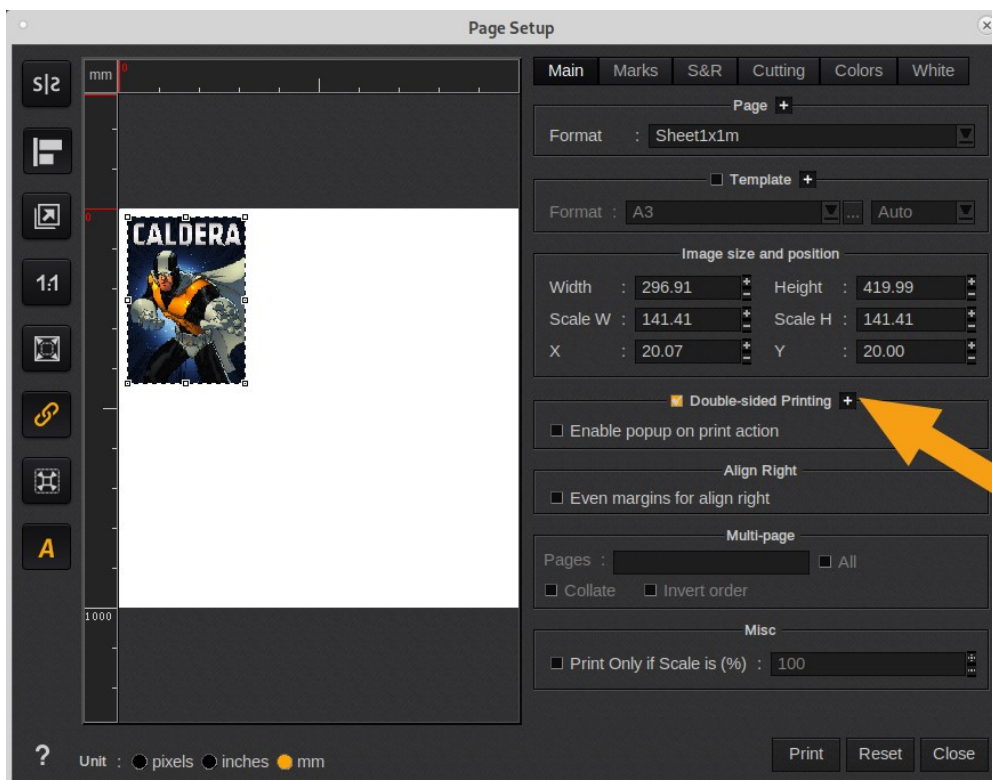 Page Setup
S|S
mm 0
Main Marks S&R Cutting Colors White
Page +
Format : Sheet1x1m
Template +
Format : A3 ... Auto
0
CALDERA
Image size and position
1:1
Width : 296.91 Height : 419.99
Scale W : 141.41 Scale H : 141.41
X : 20.07 Y : 20.00
Double-sided Printing +
Enable popup on print action
Align Right
Even margins for align right
A
Multi-page
Pages : All
Collate Invert order
1000
Misc
Print Only if Scale is (%) : 100
? Unit : pixels inches mm
Print Reset Close